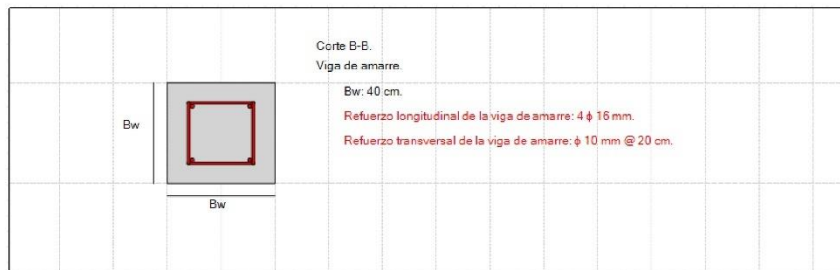 Corte B-B.
Viga de amarre.
Bw: 40 cm.
Refuerzo longitudinal de la viga de amarre: 4 ϕ 16 mm.
Refuerzo transversal de la viga de amarre: ϕ 10 mm @ 20 cm.
Bw
Bw